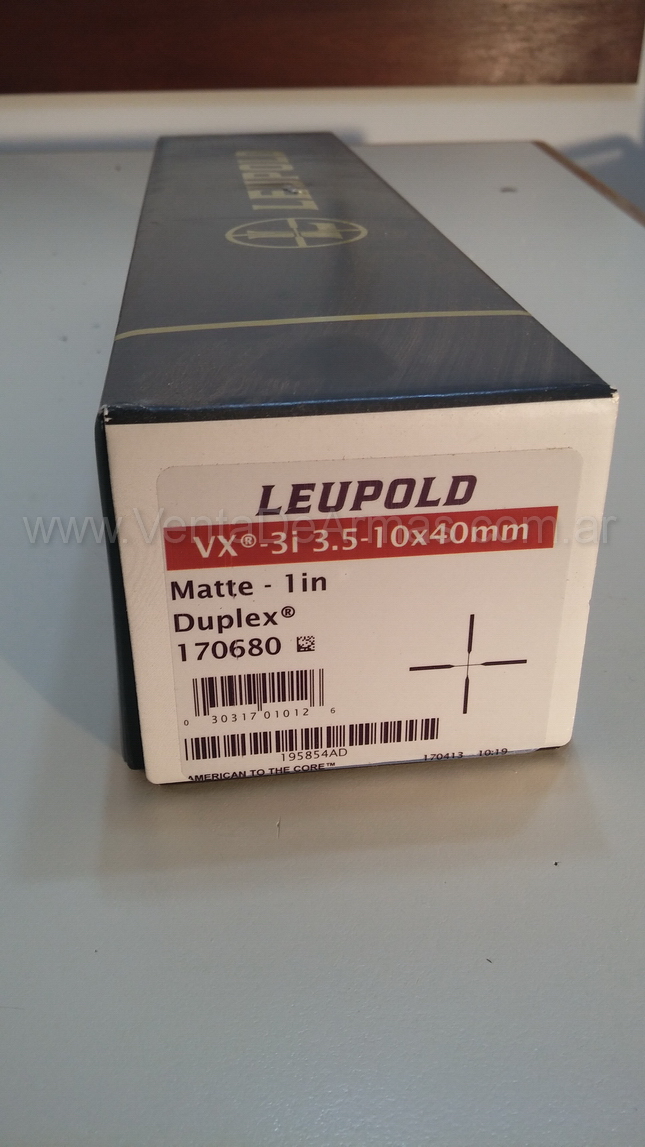 LEUPOLD
LEUPOLD
www.VentaDeArmas.com.ar
VX®-3i 3.5-10x40mm
Matte - 1in
Duplex®
170680
0 30317 01012 6
195854AD
170413 10:19
AMERICAN TO THE CORE™